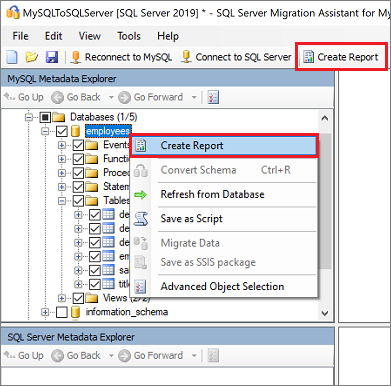 MySQLToSQLServer [SQL Server 2019] * - SQL Server Migration Assistant for My
File Edit View Tools Help
Reconnect to MySQL Connect to SQL Server Create Report
MySQL Metadata Explorer
Go Up Go Back Go Forward
Databases (1/5)
employees
Create Report
Events
Functio
Convert Schema Ctrl+R
Proced
Refresh from Database
Statem
Tables
Save as Script
de
de
Migrate Data
em
Save as SSIS package
sa
title
Advanced Object Selection
Views (2/2)
information_schema
SQL Server Metadata Explorer
Go Up Go Back Go Forward